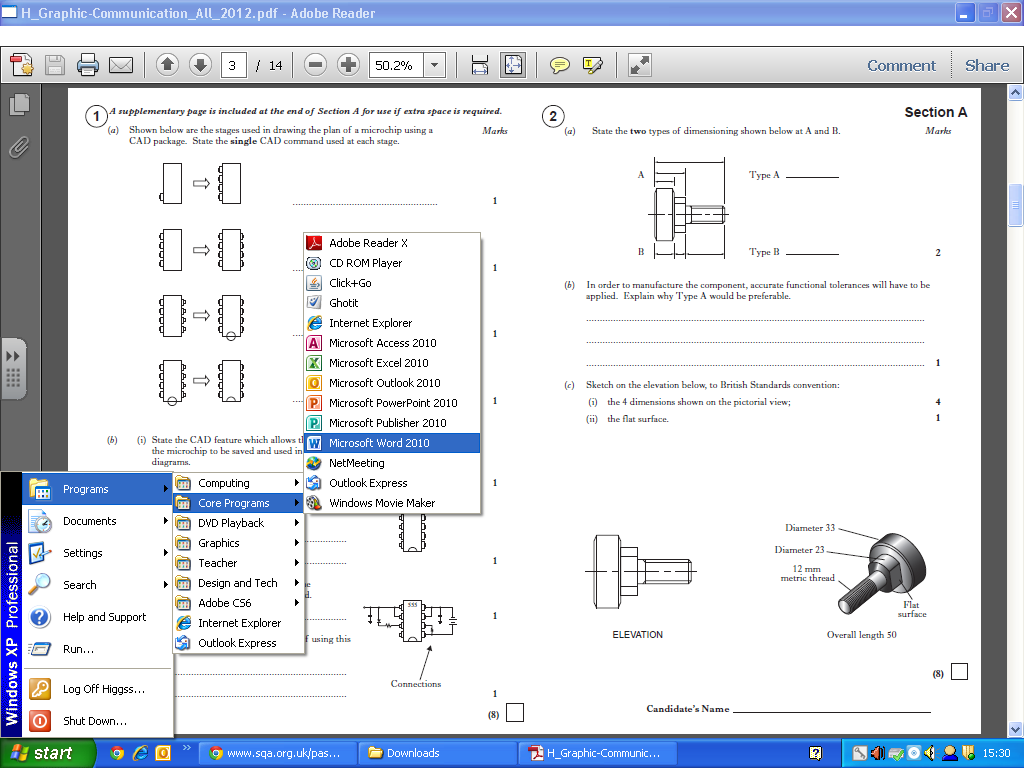 H_Graphic-Communication_All_2012.pdf - Adobe Reader
3 / 14
50.2%
Comment
Share
1
A supplementary page is included at the end of Section A for use if extra space is required.
(a) Shown below are the stages used in drawing the plan of a microchip using a
Marks
CAD package. State the single CAD command used at each stage.
1
1
1
1
(b) (i) State the CAD feature which allows t
the microchip to be saved and used in
diagrams.
1
1
555
1
f using this
Connections
1
(8)
Section A
2
(a) State the two types of dimensioning shown below at A and B.
Marks
A
Type A
B
Type B
2
(b) In order to manufacture the component, accurate functional tolerances will have to be
applied. Explain why Type A would be preferable.
1
(c) Sketch on the elevation below, to British Standards convention:
(i) the 4 dimensions shown on the pictorial view;
4
(ii) the flat surface.
1
Diameter 33
Diameter 23
12 mm
metric thread
Flat
surface
ELEVATION
Overall length 50
(8)
Candidate's Name
Adobe Reader X
CD ROM Player
Click+Go
Ghotit
Internet Explorer
Microsoft Access 2010
Microsoft Excel 2010
Microsoft Outlook 2010
Microsoft PowerPoint 2010
Microsoft Publisher 2010
Microsoft Word 2010
NetMeeting
Outlook Express
Windows Movie Maker
Computing
Core Programs
DVD Playback
Graphics
Teacher
Design and Tech
Adobe CS6
Internet Explorer
Outlook Express
Programs
Documents
Settings
Search
Help and Support
Run...
Log Off Higgss...
Shut Down...
Windows XP Professional
start
www.sqa.org.uk/pas...
Downloads
H_Graphic-Communic...
15:30